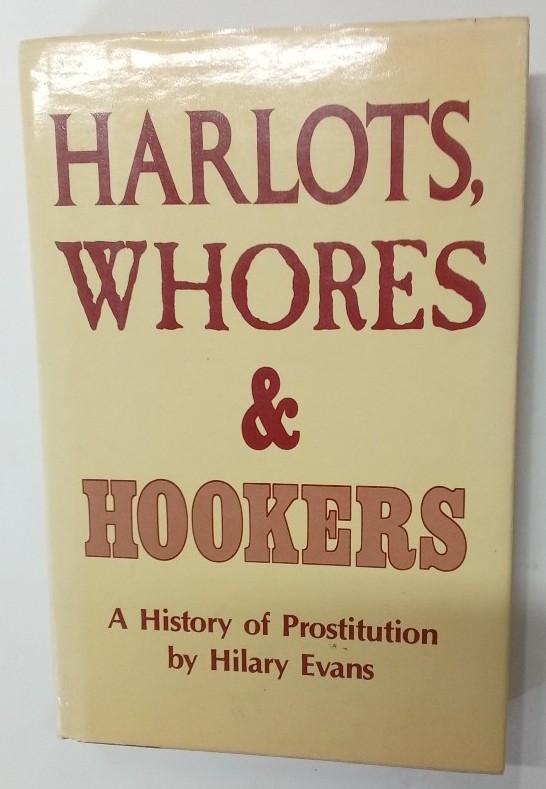 HARLOTS,
WHORES
&
HOOKERS
A History of Prostitution
by Hilary Evans